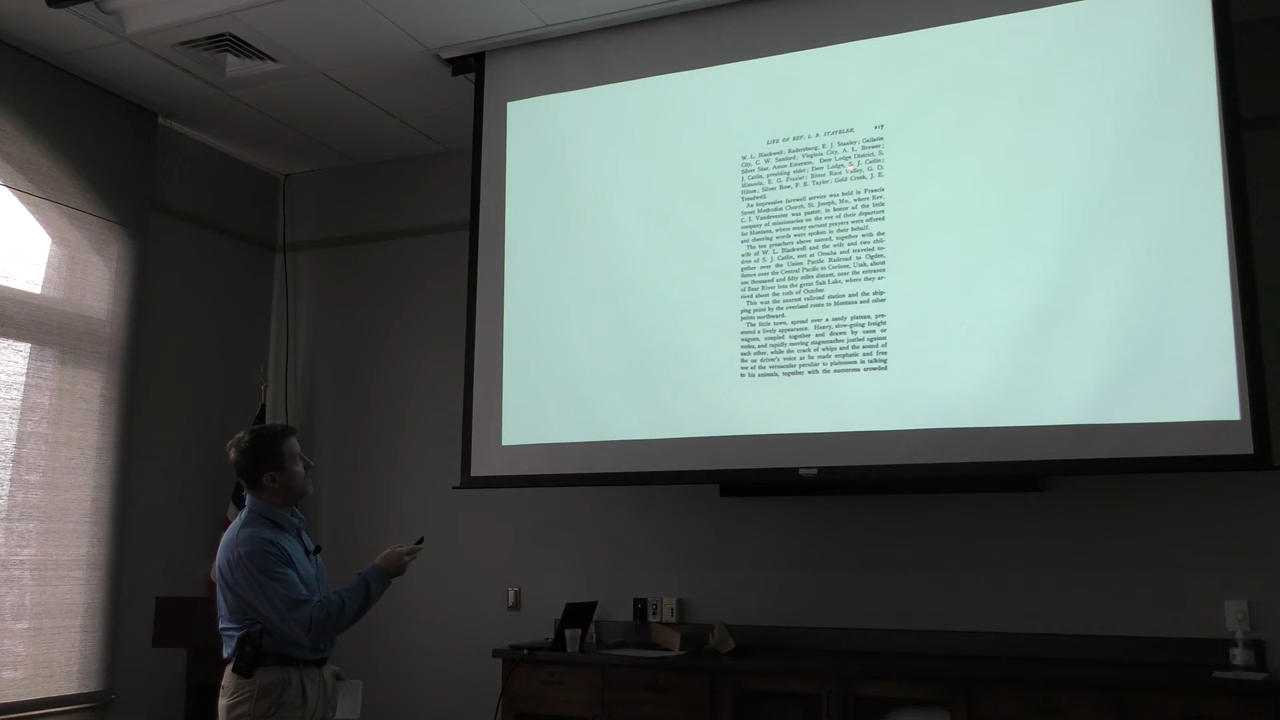 LIFE OF REV. L. B. STATELER. 217
W. L. Blackwell; Radersburg, E. J. Stanley; Gallatin
City, C. W. Sanford; Virginia City, A. L. Brewer;
Silver Star, Amos Emerson. Deer Lodge District, S.
J. Catlin, presiding elder; Deer Lodge, S. J. Catlin;
Missoula, E. G. Frazier; Bitter Root Valley, G. O.
Hilton; Silver Bow, F. E. Taylor; Gold Creek, J. E.
Treadwell.
An impressive farewell service was held in Francis
Street Methodist Church, St. Joseph, Mo., where Rev.
C. I. Vandeventer was pastor, in honor of the little
company of missionaries on the eve of their departure
for Montana, where many earnest prayers were offered
and cheering words were spoken in their behalf.
The ten preachers above named, together with the
wife of W. L. Blackwell and the wife and two chil-
dren of S. J. Catlin, met at Omaha and traveled to-
gether over the Union Pacific Railroad to Ogden,
thence over the Central Pacific to Corinne, Utah, about
one thousand and fifty miles distant, near the entrance
of Bear River into the great Salt Lake, where they ar-
rived about the 10th of October.
This was the nearest railroad station and the ship-
ping point by the overland route to Montana and other
points northward.
The little town, spread over a sandy plateau, pre-
sented a lively appearance. Heavy, slow-going freight
wagons, coupled together and drawn by oxen or
mules, and rapidly moving stagecoaches jostled against
each other, while the crack of whips and the sound of
the ox driver's voice as he made emphatic and free
use of the vernacular peculiar to plainsmen in talking
to his animals, together with the numerous crowded